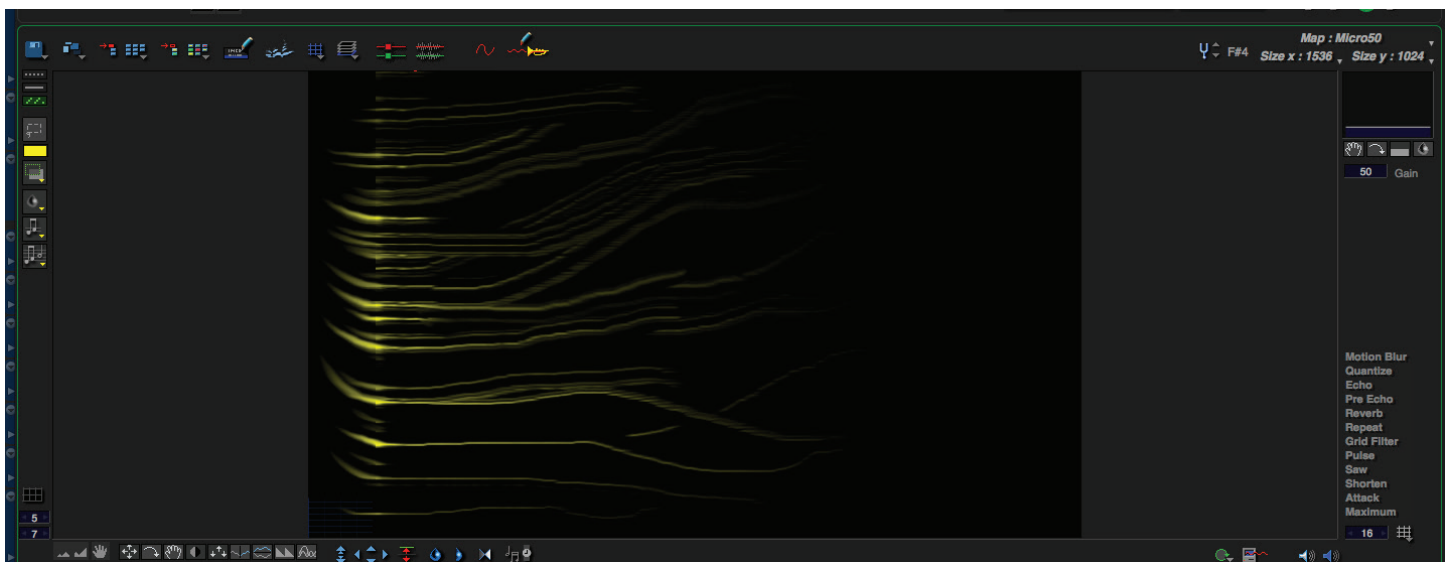 F#4
Map : Micro50
Size x : 1536
Size y : 1024
50
Gain
Motion Blur
Quantize
Echo
Pre Echo
Reverb
Repeat
Grid Filter
Pulse
Saw
Shorten
Attack
Maximum
16
5
7